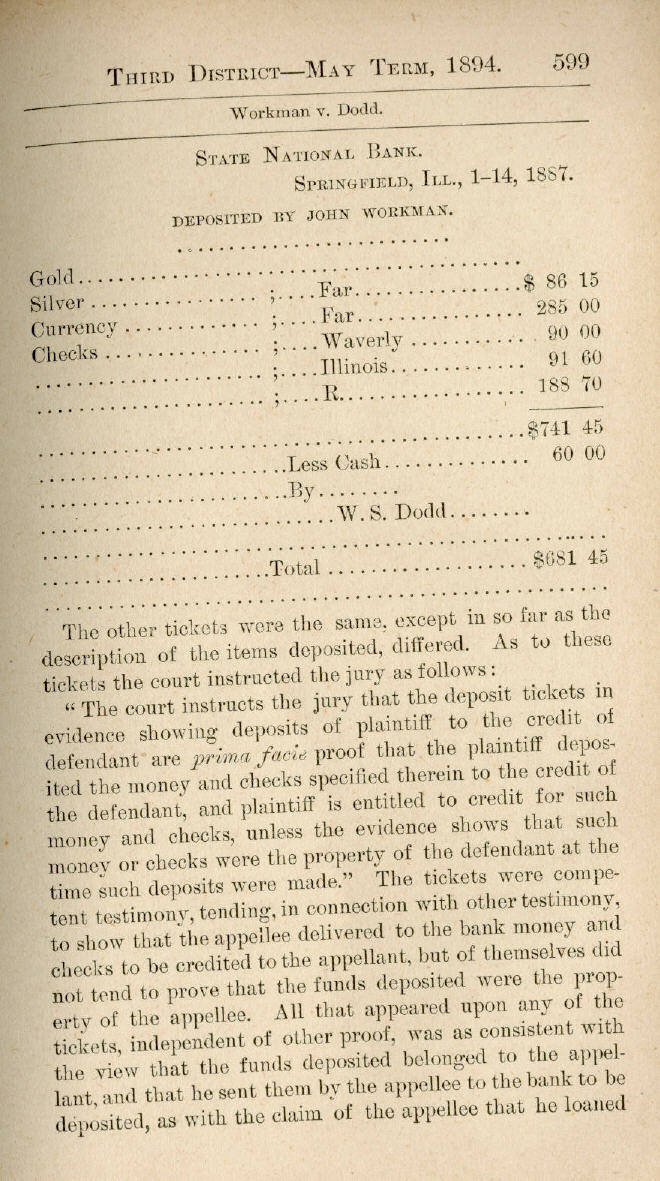 THIRD DISTRICT—MAY TERM, 1894. 599
Workman v. Dodd.
STATE NATIONAL BANK.
SPRINGFIELD, ILL., 1-14, 1887.
DEPOSITED BY JOHN WORKMAN.
........................
Gold..........................................
Silver ................ ;....Far.................$ 86 15
Currency ............. ;....Far................. 285 00
Checks ............... ;....Waverly ............ 90 00
...................... ;....Illinois.............. 91 60
...................... ;....R................... 188 70
................................................$741 45
........................Less Cash.............. 60 00
........................By........
............................W. S. Dodd........
................................................
......................Total ...................$681 45
................................................
The other tickets were the same, except in so far as the
description of the items deposited, differed. As to these
tickets the court instructed the jury as follows:
“The court instructs the jury that the deposit tickets in
evidence showing deposits of plaintiff to the credit of
defendant are prima facie proof that the plaintiff depos-
ited the money and checks specified therein to the credit of
the defendant, and plaintiff is entitled to credit for such
money and checks, unless the evidence shows that such
money or checks were the property of the defendant at the
time such deposits were made.” The tickets were compe-
tent testimony, tending, in connection with other testimony,
to show that the appellee delivered to the bank money and
checks to be credited to the appellant, but of themselves did
not tend to prove that the funds deposited were the prop-
erty of the appellee. All that appeared upon any of the
tickets, independent of other proof, was as consistent with
the view that the funds deposited belonged to the appel-
lant, and that he sent them by the appellee to the bank to be
deposited, as with the claim of the appellee that he loaned